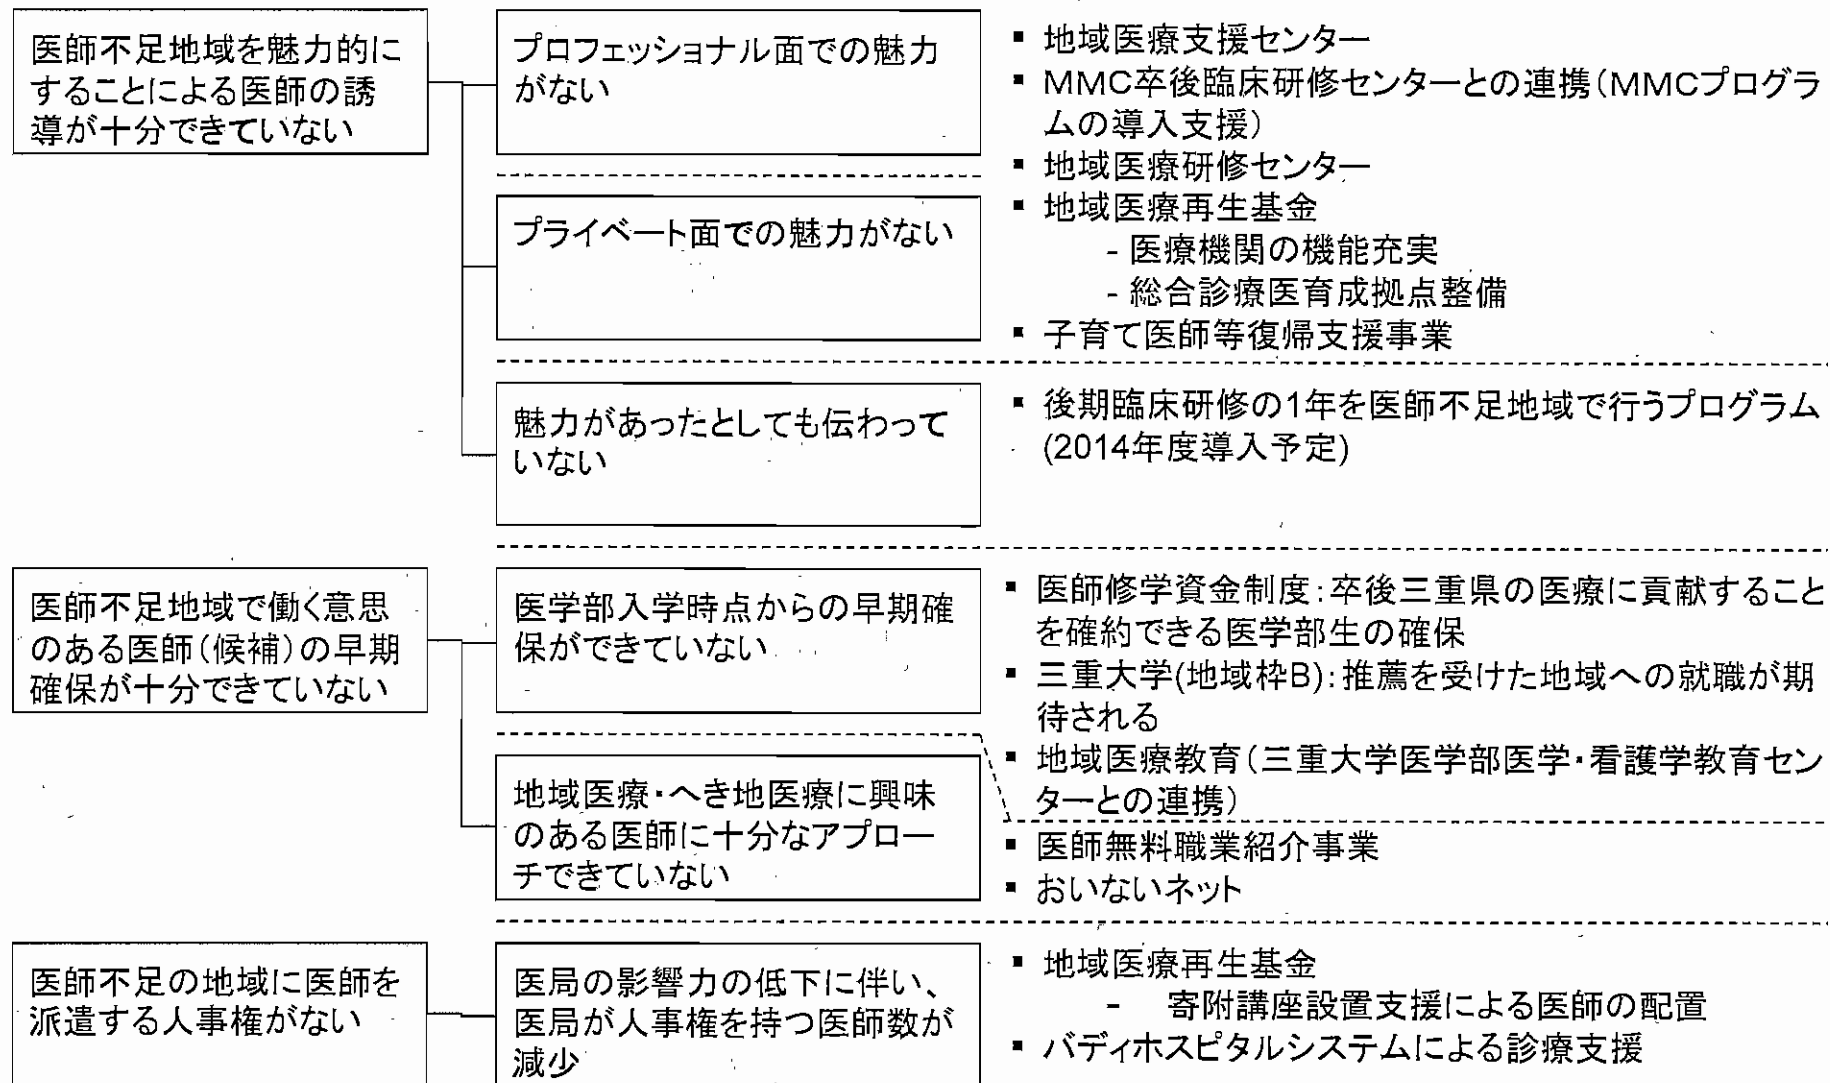 医師不足地域を魅力的に
することによる医師の誘
導が十分できていない
プロフェッショナル面での魅力
がない
▪ 地域医療支援センター
▪ MMC卒後臨床研修センターとの連携(MMCプログラ
ムの導入支援)
▪ 地域医療研修センター
▪ 地域医療再生基金
- 医療機関の機能充実
- 総合診療医育成拠点整備
▪ 子育て医師等復帰支援事業
プライベート面での魅力がない
魅力があったとしても伝わって
いない
▪ 後期臨床研修の1年を医師不足地域で行うプログラム
(2014年度導入予定)
医師不足地域で働く意思
のある医師(候補)の早期
確保が十分できていない
医学部入学時点からの早期確
保ができていない
▪ 医師修学資金制度:卒後三重県の医療に貢献すること
を確約できる医学部生の確保
▪ 三重大学(地域枠B):推薦を受けた地域への就職が期
待される
▪ 地域医療教育(三重大学医学部医学・看護学教育セン
ターとの連携)
地域医療・へき地医療に興味
のある医師に十分なアプロー
チできていない
▪ 医師無料職業紹介事業
▪ おいないネット
医師不足の地域に医師を
派遣する人事権がない
医局の影響力の低下に伴い、
医局が人事権を持つ医師数が
減少
▪ 地域医療再生基金
- 寄附講座設置支援による医師の配置
▪ バディホスピタルシステムによる診療支援